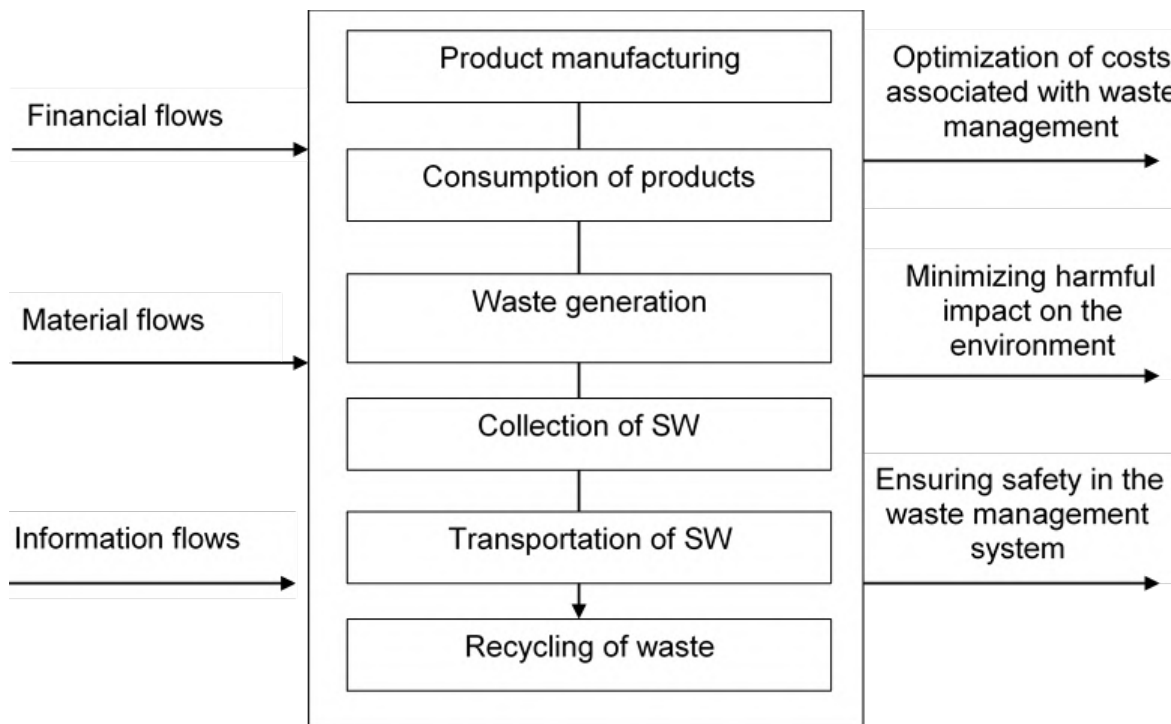 Financial flows
Material flows
Information flows
Product manufacturing
Consumption of products
Waste generation
Collection of SW
Transportation of SW
Recycling of waste
Optimization of costs
associated with waste
management
Minimizing harmful
impact on the
environment
Ensuring safety in the
waste management
system